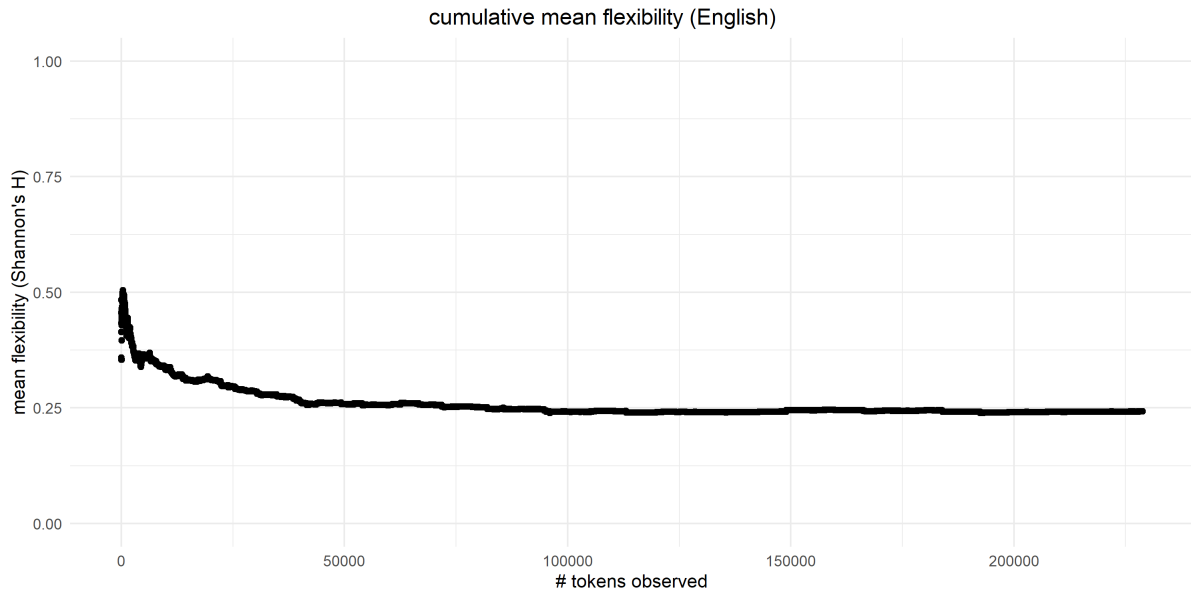 cumulative mean flexibility (English)
mean flexibility (Shannon's H)
1.00
0.75
0.50
0.25
0.00
0 50000 100000 150000 200000
# tokens observed